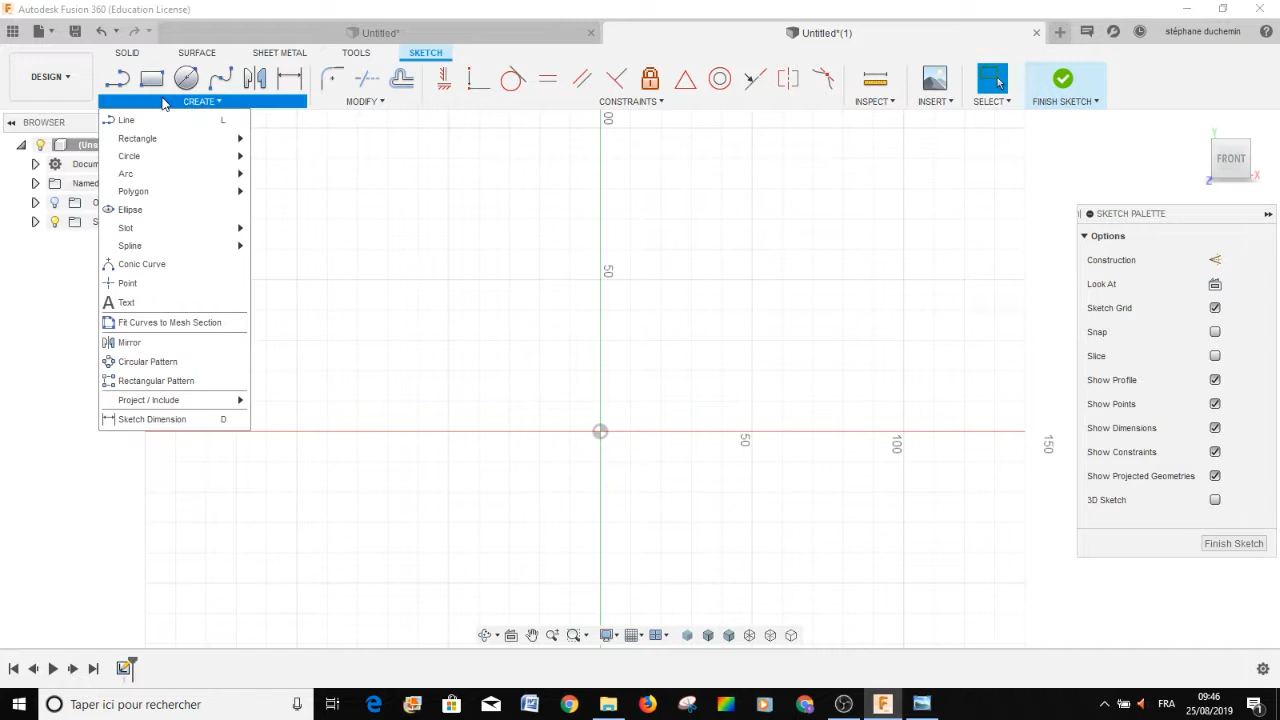 Autodesk Fusion 360 (Education License)
Untitled*
Untitled*(1)
stéphane duchemin
SOLID
SURFACE
SHEET METAL
TOOLS
SKETCH
DESIGN
CREATE
MODIFY
CONSTRAINTS
INSPECT
INSERT
SELECT
FINISH SKETCH
BROWSER
(Uns
Docum
Named
O
S
Line L
Rectangle
Circle
Arc
Polygon
Ellipse
Slot
Spline
Conic Curve
Point
Text
Fit Curves to Mesh Section
Mirror
Circular Pattern
Rectangular Pattern
Project / Include
Sketch Dimension D
00
50
50
100
150
Y
FRONT
X
Z
SKETCH PALETTE
Options
Construction
Look At
Sketch Grid
Snap
Slice
Show Profile
Show Points
Show Dimensions
Show Constraints
Show Projected Geometries
3D Sketch
Finish Sketch
Taper ici pour rechercher
FRA
09:46
25/08/2019